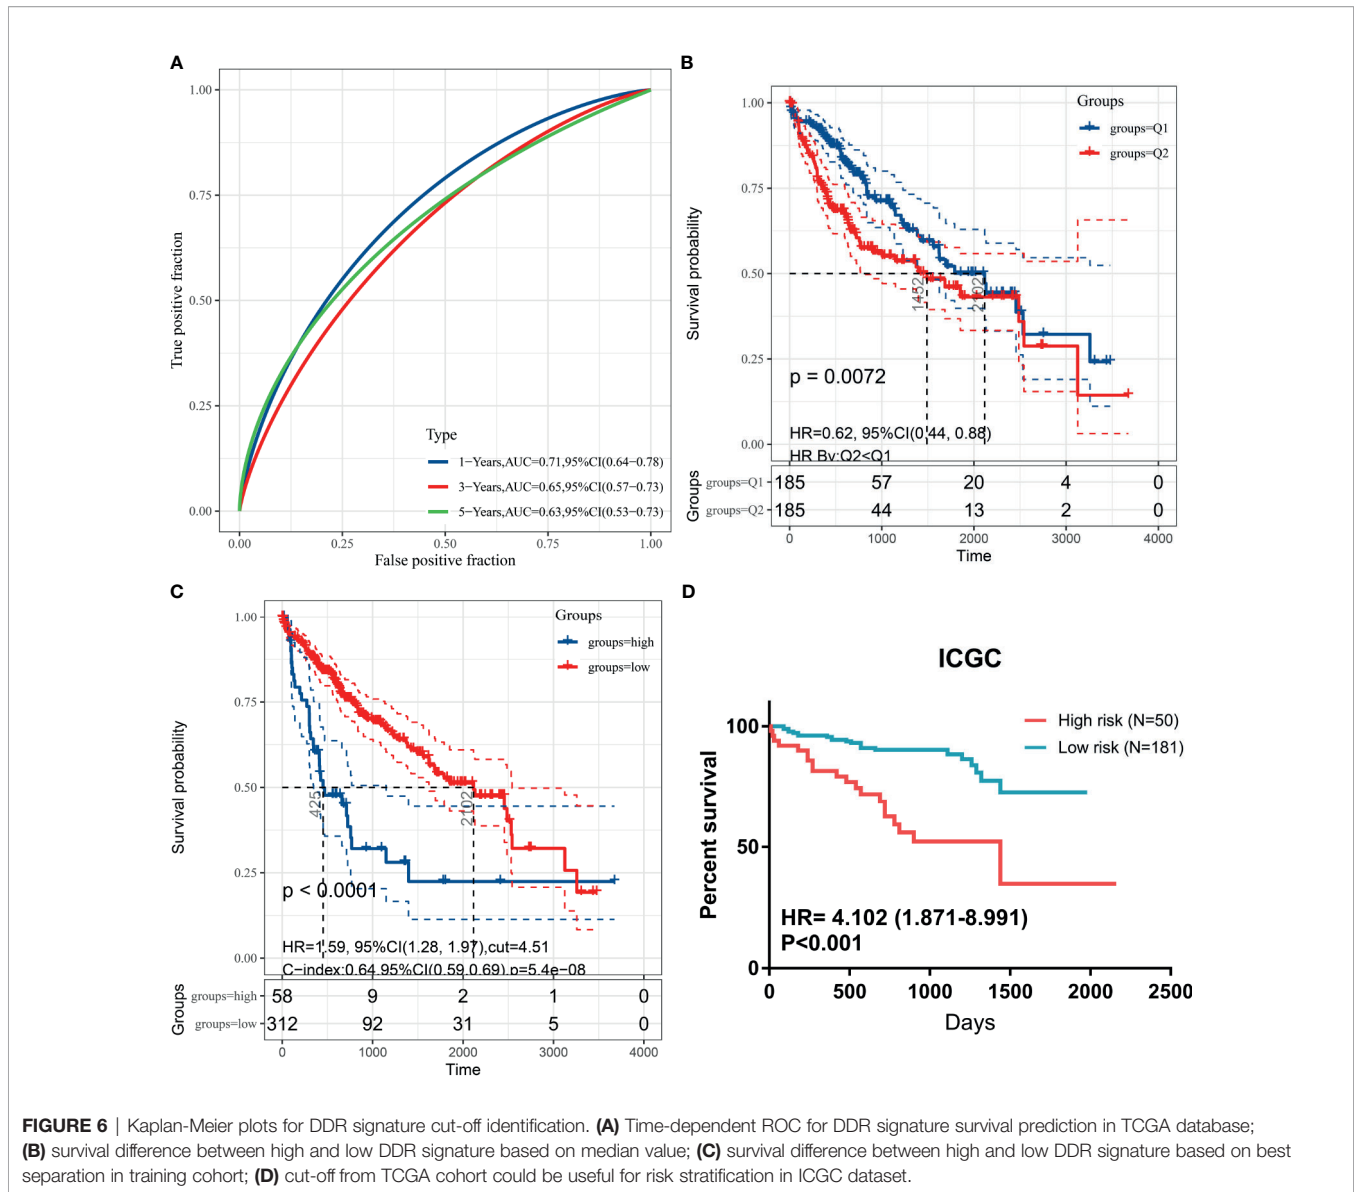 A
1.00
0.75
0.50
0.25
0.00
True positive fraction
Type
1−Years,AUC=0.71,95%CI(0.64−0.78)
3−Years,AUC=0.65,95%CI(0.57−0.73)
5−Years,AUC=0.63,95%CI(0.53−0.73)
0.00 0.25 0.50 0.75 1.00
False positive fraction
B
1.00
0.75
0.50
0.25
0.00
Survival probability
Groups
groups=Q1
groups=Q2
1452
2102
p = 0.0072
HR=0.62, 95%CI(0.44, 0.88)
HR By:Q2<Q1
Groups
groups=Q1 185 57 20 4 0
groups=Q2 185 44 13 2 0
0 1000 2000 3000 4000
Time
C
1.00
0.75
0.50
0.25
0.00
Survival probability
Groups
groups=high
groups=low
425
2102
p < 0.0001
HR=1.59, 95%CI(1.28, 1.97),cut=4.51
C−index:0.64,95%CI(0.59,0.69),p=5.4e−08
Groups
groups=high 58 9 2 1 0
groups=low 312 92 31 5 0
0 1000 2000 3000 4000
Time
D
ICGC
100
50
0
Percent survival
High risk (N=50)
Low risk (N=181)
HR= 4.102 (1.871-8.991)
P<0.001
0 500 1000 1500 2000 2500
Days
FIGURE 6 | Kaplan-Meier plots for DDR signature cut-off identification. (A) Time-dependent ROC for DDR signature survival prediction in TCGA database;
(B) survival difference between high and low DDR signature based on median value; (C) survival difference between high and low DDR signature based on best
separation in training cohort; (D) cut-off from TCGA cohort could be useful for risk stratification in ICGC dataset.